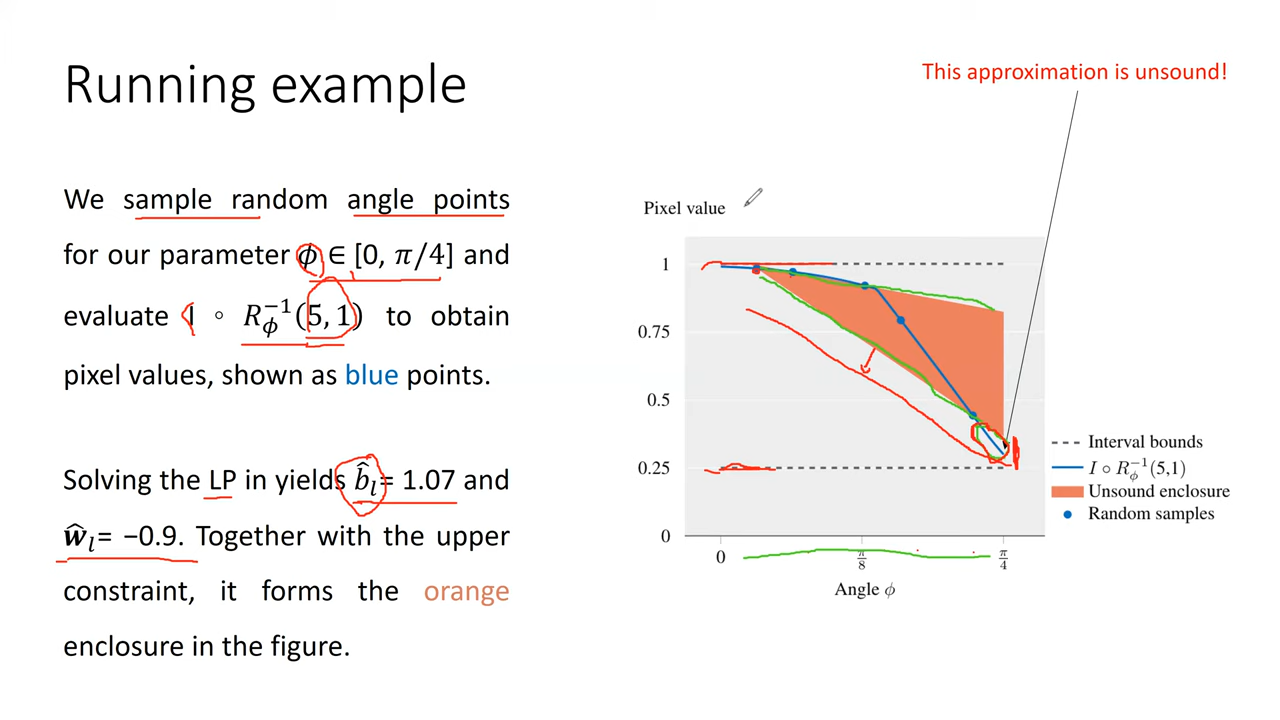 Running example
This approximation is unsound!
We sample random angle points
for our parameter ϕ ∈ [0, π/4] and
evaluate I ∘ R_ϕ^{-1}(5, 1) to obtain
pixel values, shown as blue points.
Solving the LP in yields b̂_l= 1.07 and
ŵ_l= −0.9. Together with the upper
constraint, it forms the orange
enclosure in the figure.
Pixel value
1
0.75
0.5
0.25
0
0
π/8
π/4
Angle ϕ
Interval bounds
I ∘ R_ϕ^{-1}(5,1)
Unsound enclosure
Random samples